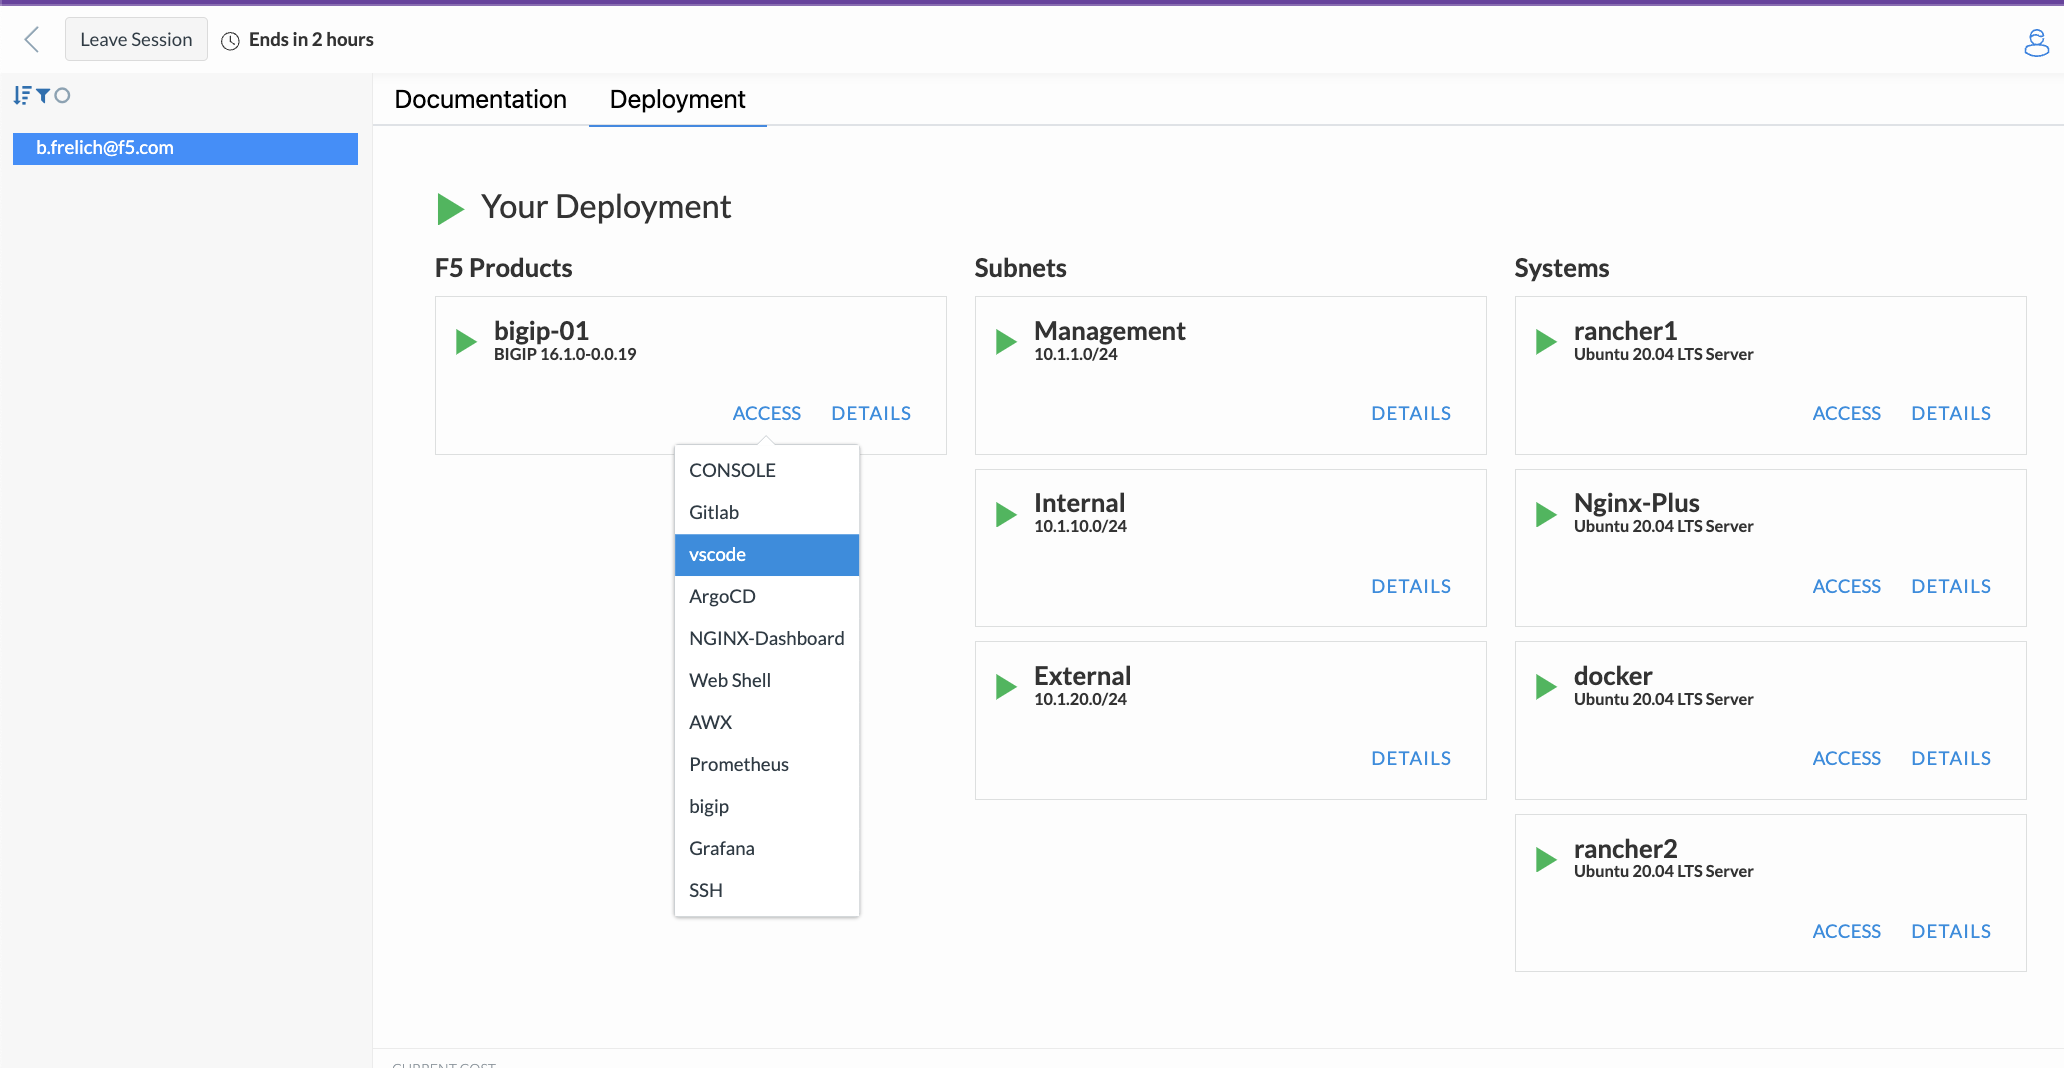 Leave Session
Ends in 2 hours
b.frelich@f5.com
Documentation
Deployment
Your Deployment
F5 Products
bigip-01
BIGIP 16.1.0-0.0.19
ACCESS
DETAILS
CONSOLE
Gitlab
vscode
ArgoCD
NGINX-Dashboard
Web Shell
AWX
Prometheus
bigip
Grafana
SSH
Subnets
Management
10.1.1.0/24
DETAILS
Internal
10.1.10.0/24
DETAILS
External
10.1.20.0/24
DETAILS
Systems
rancher1
Ubuntu 20.04 LTS Server
ACCESS
DETAILS
Nginx-Plus
Ubuntu 20.04 LTS Server
ACCESS
DETAILS
docker
Ubuntu 20.04 LTS Server
ACCESS
DETAILS
rancher2
Ubuntu 20.04 LTS Server
ACCESS
DETAILS
CURRENT COST